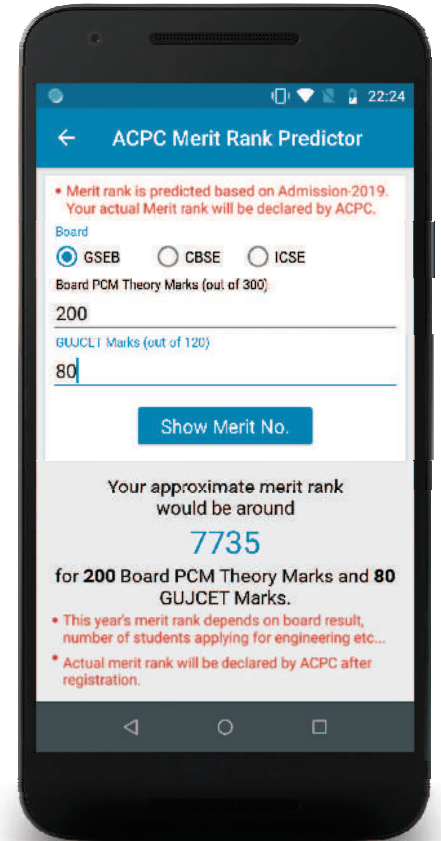 22:24
ACPC Merit Rank Predictor
• Merit rank is predicted based on Admission-2019.
Your actual Merit rank will be declared by ACPC.
Board
GSEB CBSE ICSE
Board PCM Theory Marks (out of 300)
200
GUJCET Marks (out of 120)
80
Show Merit No.
Your approximate merit rank
would be around
7735
for 200 Board PCM Theory Marks and 80
GUJCET Marks.
• This year's merit rank depends on board result,
number of students applying for engineering etc...
• Actual merit rank will be declared by ACPC after
registration.